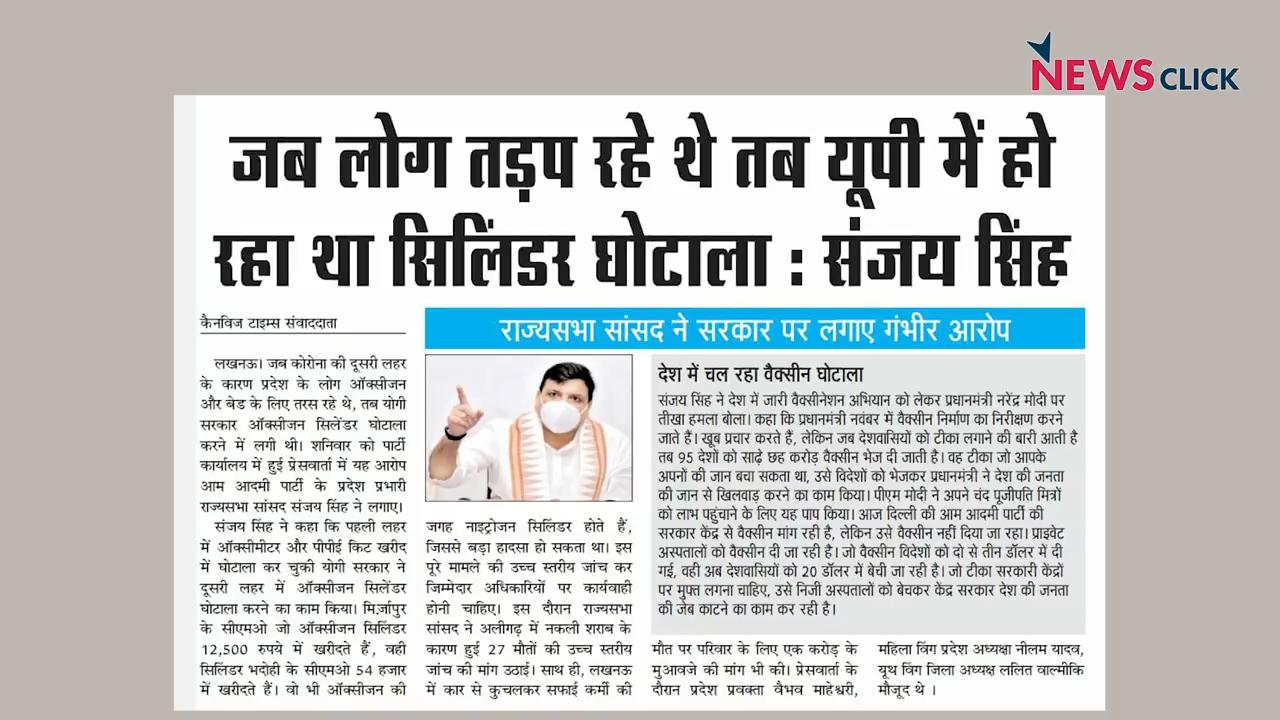 NEWS CLICK
जब लोग तड़प रहे थे तब यूपी में हो
रहा था सिलिंडर घोटाला : संजय सिंह
कैनविज टाइम्स संवाददाता
राज्यसभा सांसद ने सरकार पर लगाए गंभीर आरोप
लखनऊ। जब कोरोना की दूसरी लहर
के कारण प्रदेश के लोग ऑक्सीजन
और बेड के लिए तरस रहे थे, तब योगी
सरकार ऑक्सीजन सिलेंडर घोटाला
करने में लगी थी। शनिवार को पार्टी
कार्यालय में हुई प्रेसवार्ता में यह आरोप
आम आदमी पार्टी के प्रदेश प्रभारी
राज्यसभा सांसद संजय सिंह ने लगाए।
संजय सिंह ने कहा कि पहली लहर
में ऑक्सीमीटर और पीपीई किट खरीद
में घोटाला कर चुकी योगी सरकार ने
दूसरी लहर में ऑक्सीजन सिलेंडर
घोटाला करने का काम किया। मिर्ज़ापुर
के सीएमओ जो ऑक्सीजन सिलिंडर
12,500 रुपये में खरीदते हैं, वही
सिलिंडर भदोही के सीएमओ 54 हजार
में खरीदते हैं। वो भी ऑक्सीजन की
जगह नाइट्रोजन सिलिंडर होते हैं,
जिससे बड़ा हादसा हो सकता था। इस
पूरे मामले की उच्च स्तरीय जांच कर
जिम्मेदार अधिकारियों पर कार्यवाही
होनी चाहिए। इस दौरान राज्यसभा
सांसद ने अलीगढ़ में नकली शराब के
कारण हुई 27 मौतों की उच्च स्तरीय
जांच की मांग उठाई। साथ ही, लखनऊ
में कार से कुचलकर सफाई कर्मी की
देश में चल रहा वैक्सीन घोटाला
संजय सिंह ने देश में जारी वैक्सीनेशन अभियान को लेकर प्रधानमंत्री नरेंद्र मोदी पर
तीखा हमला बोला। कहा कि प्रधानमंत्री नवंबर में वैक्सीन निर्माण का निरीक्षण करने
जाते हैं। खूब प्रचार करते हैं, लेकिन जब देशवासियों को टीका लगाने की बारी आती है
तब 95 देशों को साढ़े छह करोड़ वैक्सीन भेज दी जाती है। वह टीका जो आपके
अपनों की जान बचा सकता था, उसे विदेशों को भेजकर प्रधानमंत्री ने देश की जनता
की जान से खिलवाड़ करने का काम किया। पीएम मोदी ने अपने चंद पूजीपति मित्रों
को लाभ पहुंचाने के लिए यह पाप किया। आज दिल्ली की आम आदमी पार्टी की
सरकार केंद्र से वैक्सीन मांग रही है, लेकिन उसे वैक्सीन नहीं दिया जा रहा। प्राइवेट
अस्पतालों को वैक्सीन दी जा रही है। जो वैक्सीन विदेशों को दो से तीन डॉलर में दी
गई, वही अब देशवासियों को 20 डॉलर में बेची जा रही है। जो टीका सरकारी केंद्रों
पर मुफ्त लगना चाहिए, उसे निजी अस्पतालों को बेचकर केंद्र सरकार देश की जनता
की जेब काटने का काम कर रही है।
मौत पर परिवार के लिए एक करोड़ के
मुआवजे की मांग भी की। प्रेसवार्ता के
दौरान प्रदेश प्रवक्ता वैभव माहेश्वरी,
महिला विंग प्रदेश अध्यक्षा नीलम यादव,
यूथ विंग जिला अध्यक्ष ललित वाल्मीकि
मौजूद थे ।